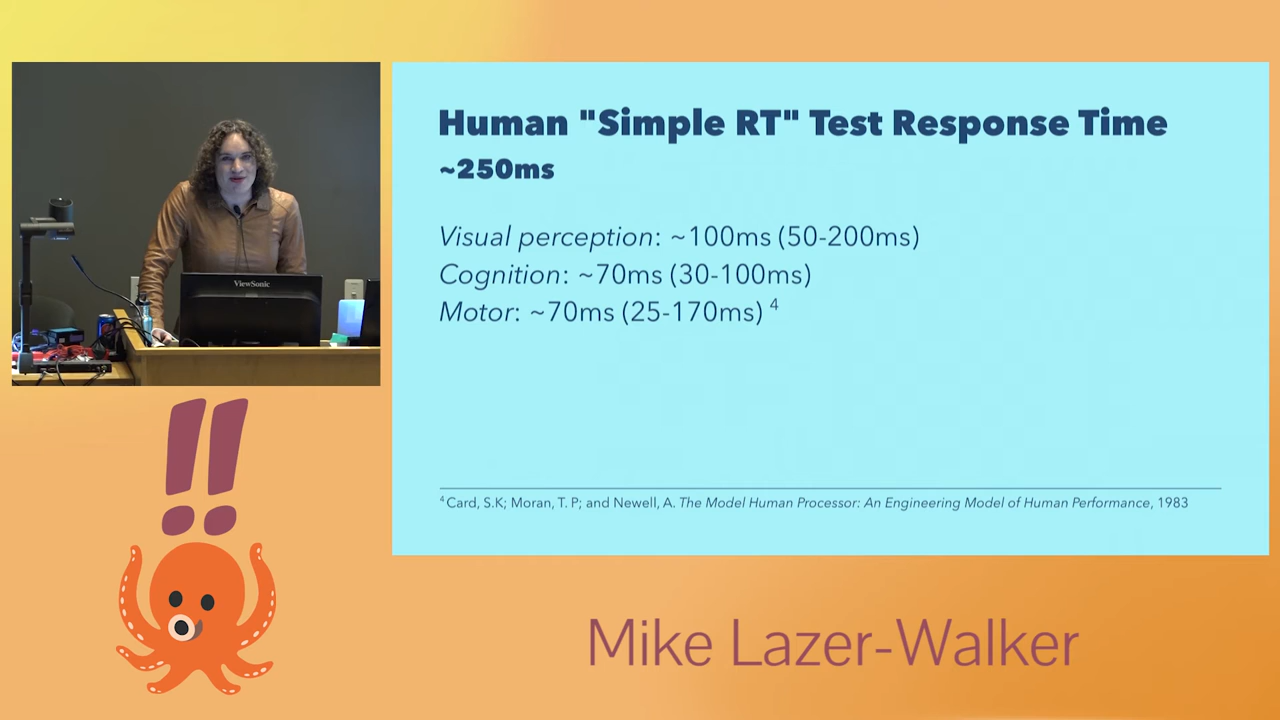 Human "Simple RT" Test Response Time
~250ms
Visual perception: ~100ms (50-200ms)
Cognition: ~70ms (30-100ms)
Motor: ~70ms (25-170ms) 4
4 Card, S.K; Moran, T. P; and Newell, A. The Model Human Processor: An Engineering Model of Human Performance, 1983
ViewSonic
!!
Mike Lazer-Walker